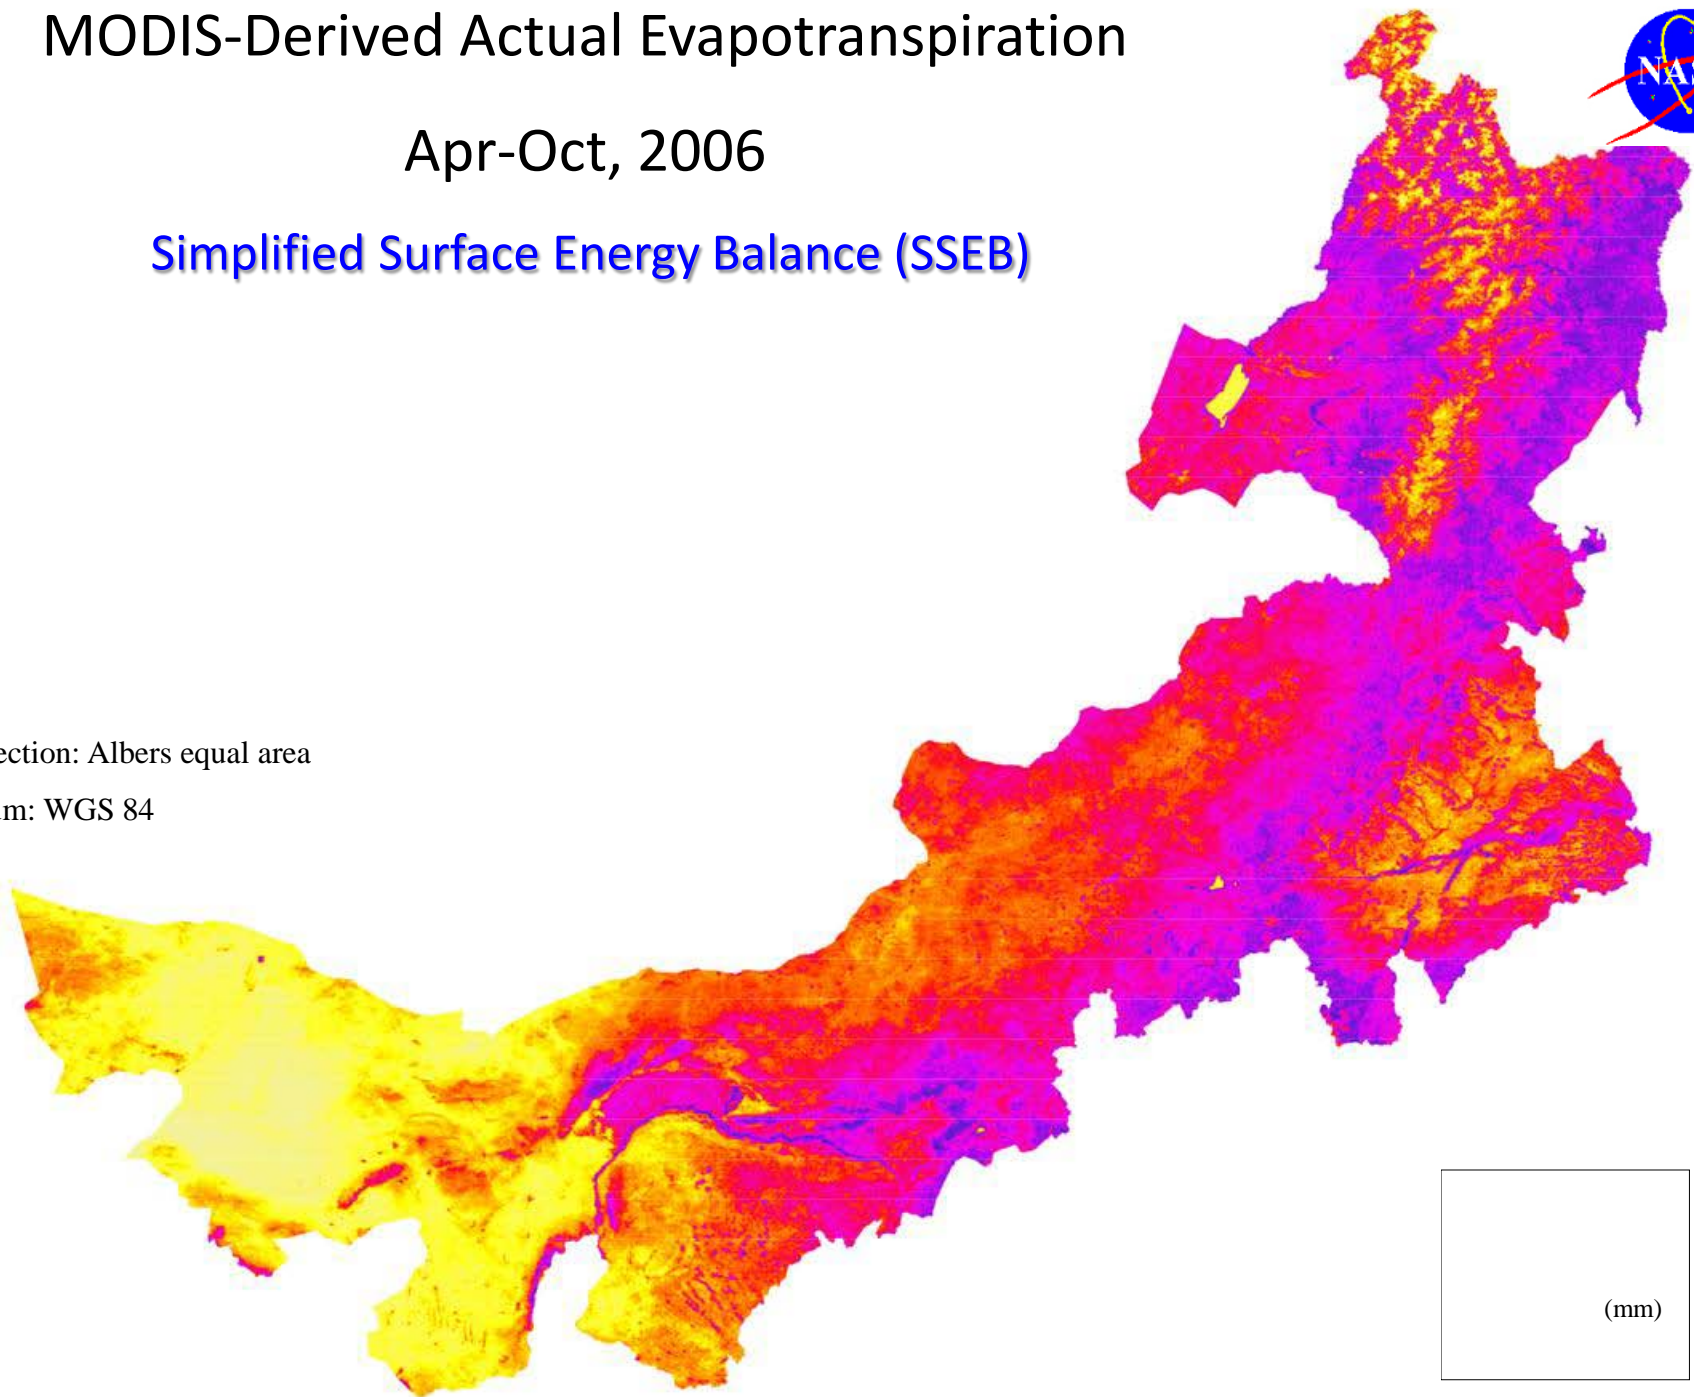 MODIS-Derived Actual Evapotranspiration
Apr-Oct, 2006
Simplified Surface Energy Balance (SSEB)
ection: Albers equal area
um: WGS 84
(mm)